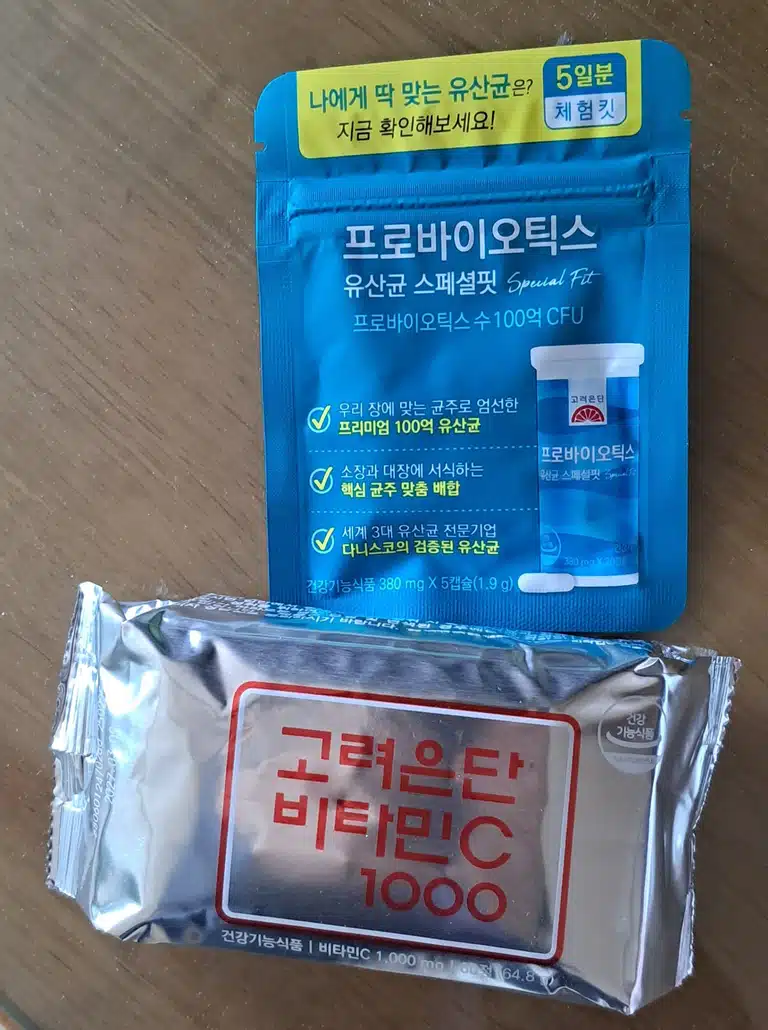 나에게 딱 맞는 유산균은?
지금 확인해보세요!
5일분
체험킷
프로바이오틱스
유산균 스페셜핏 Special Fit
프로바이오틱스 수 100억 CFU
우리 장에 맞는 균주로 엄선한
프리미엄 100억 유산균
소장과 대장에 서식하는
핵심 균주 맞춤 배합
세계 3대 유산균 전문기업
다니스코의 검증된 유산균
건강기능식품 380 mg X 5캡슐(1.9 g)
고려은단
프로바이오틱스
유산균 스페셜핏
380 mg X
고려은단
비타민C
1000
건강
기능식품
건강기능식품 | 비타민C 1,000 mg
64.8 g